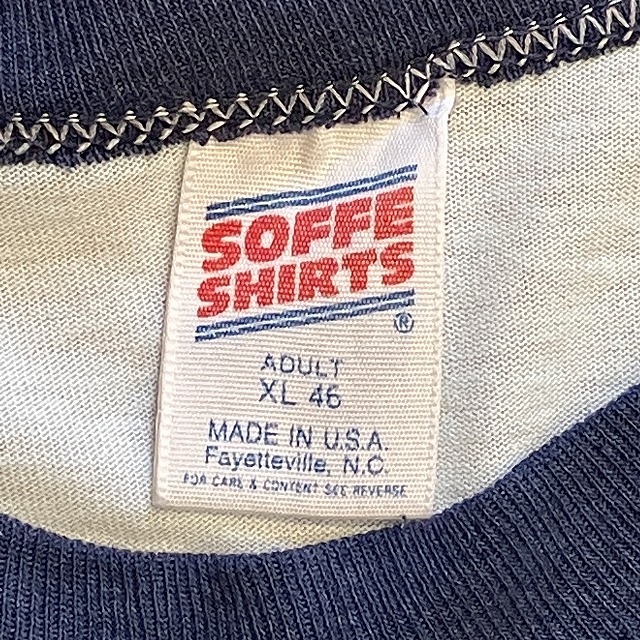 SOFFE
SHIRTS
®
ADULT
XL 46
MADE IN U.S.A.
Fayetteville, N.C.
FOR CARE & CONTENT SEE REVERSE